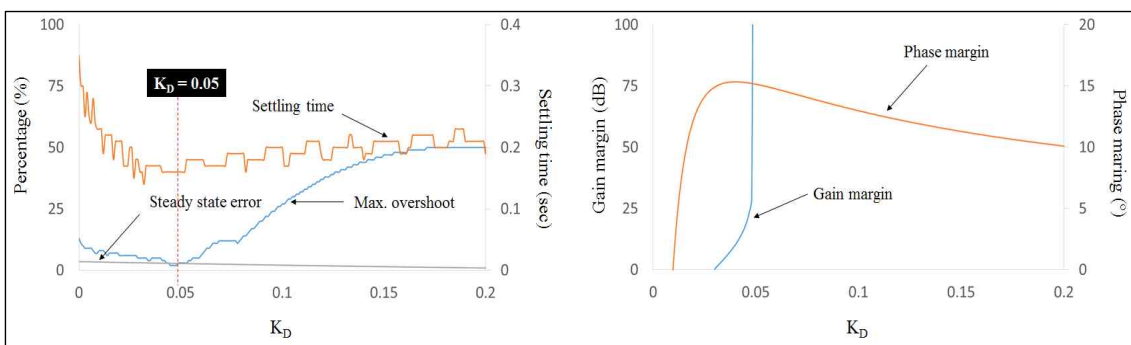 100
75
50
25
0
Percentage (%)
K_D = 0.05
Settling time
Steady state error
Max. overshoot
0
0.05
0.1
0.15
0.2
K_D
0.4
0.3
0.2
0.1
0
Settling time (sec)
100
75
50
25
0
Gain margin (dB)
Phase margin
Gain margin
0
0.05
0.1
0.15
0.2
K_D
20
15
10
5
0
Phase maring (°)